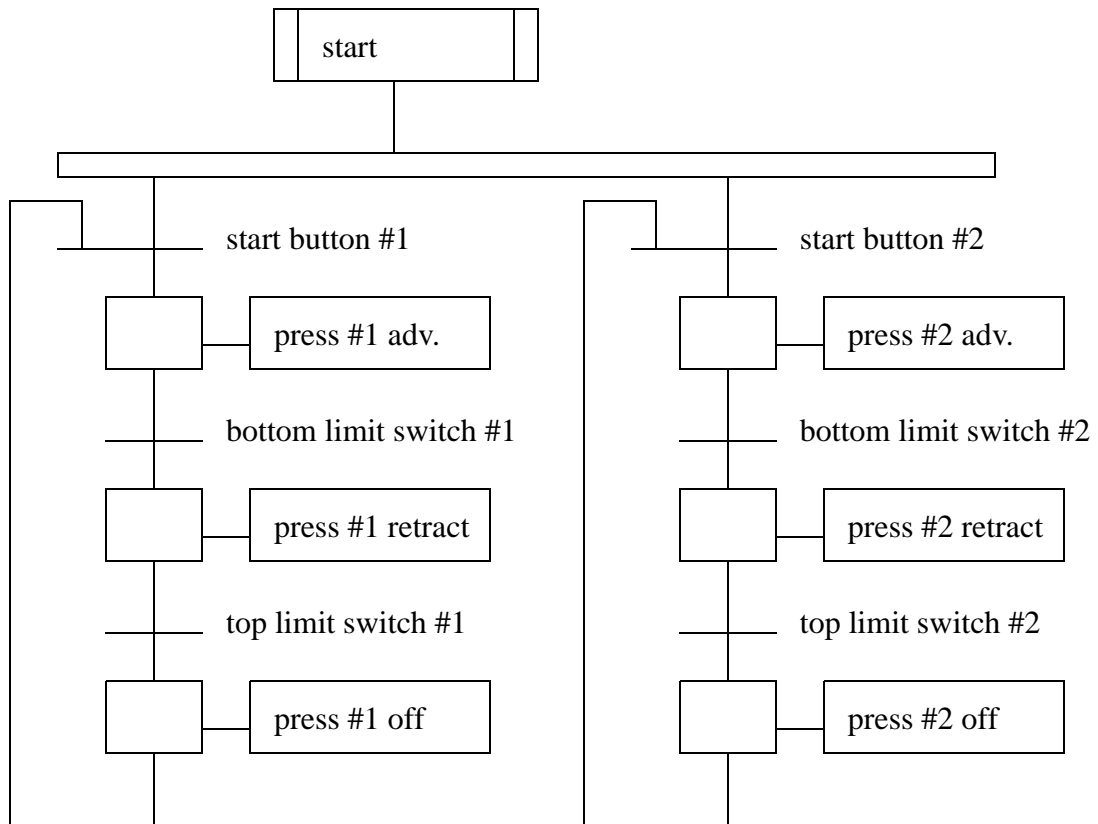 start
start button #1
press #1 adv.
bottom limit switch #1
press #1 retract
top limit switch #1
press #1 off
start button #2
press #2 adv.
bottom limit switch #2
press #2 retract
top limit switch #2
press #2 off